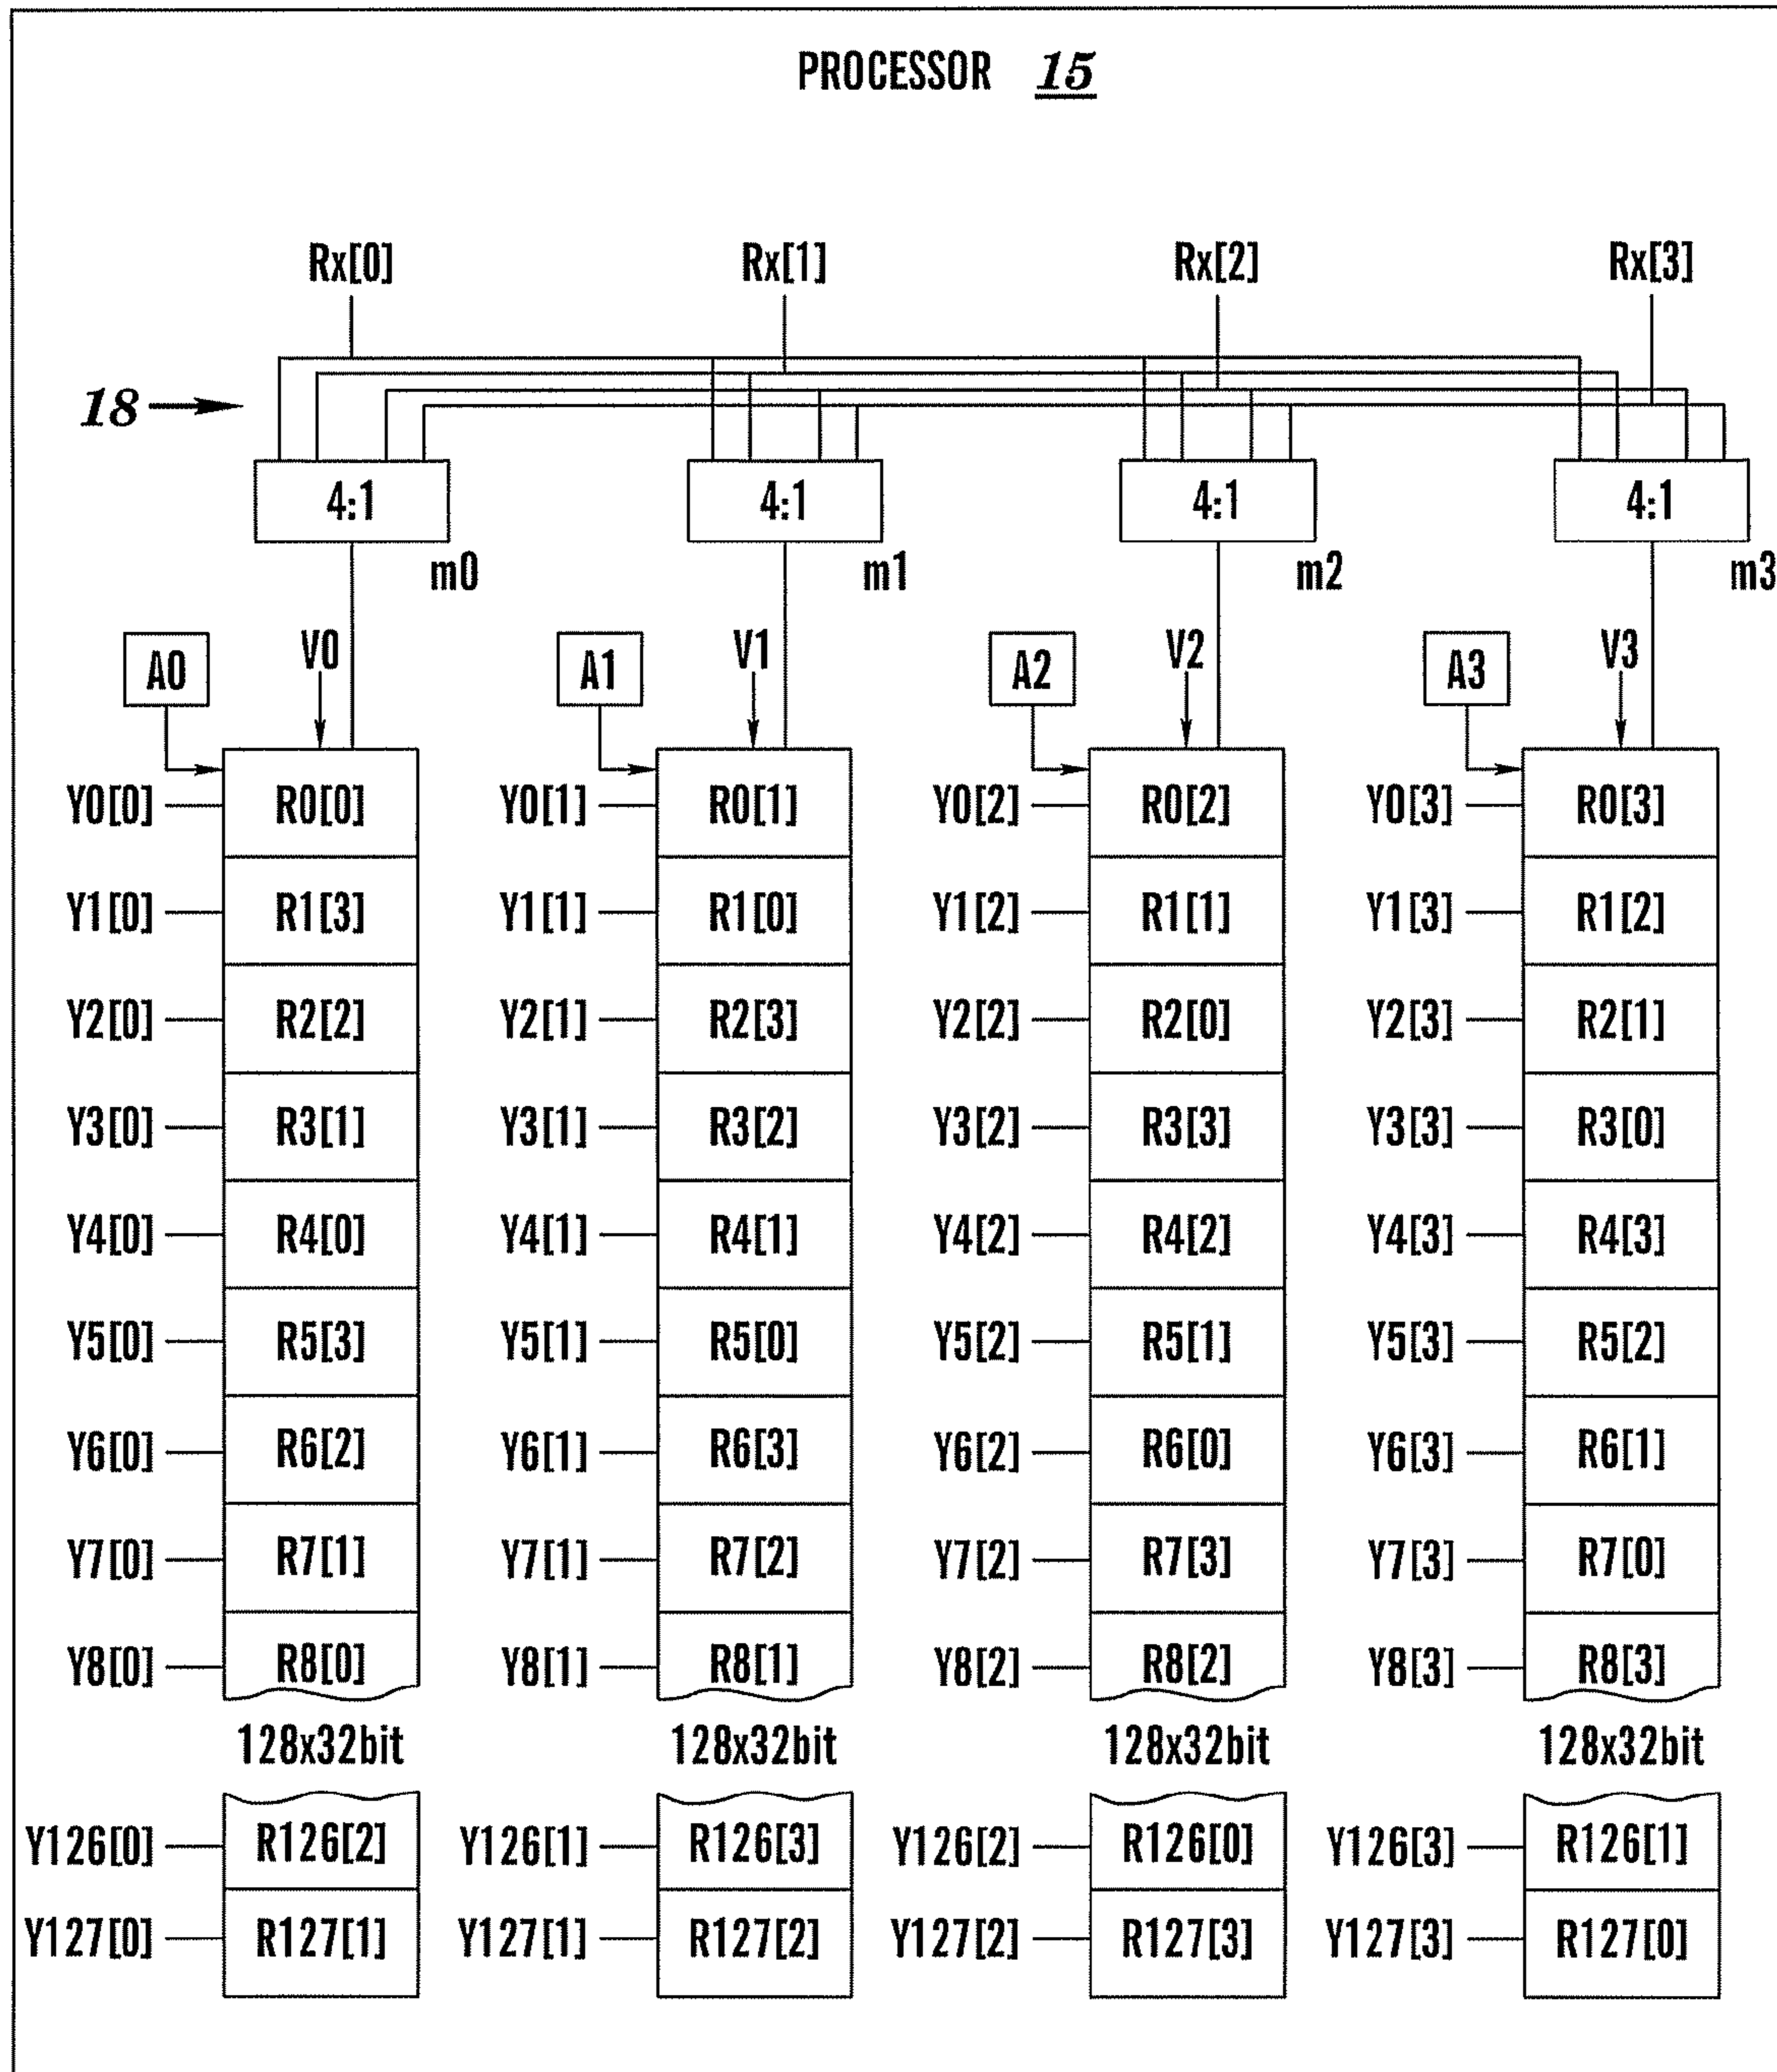 PROCESSOR 15
Rx[0] Rx[1] Rx[2] Rx[3]
18
4:1 4:1 4:1 4:1
m0 m1 m2 m3
A0 V0 A1 V1 A2 V2 A3 V3
Y0[0] R0[0] Y0[1] R0[1] Y0[2] R0[2] Y0[3] R0[3]
Y1[0] R1[3] Y1[1] R1[0] Y1[2] R1[1] Y1[3] R1[2]
Y2[0] R2[2] Y2[1] R2[3] Y2[2] R2[0] Y2[3] R2[1]
Y3[0] R3[1] Y3[1] R3[2] Y3[2] R3[3] Y3[3] R3[0]
Y4[0] R4[0] Y4[1] R4[1] Y4[2] R4[2] Y4[3] R4[3]
Y5[0] R5[3] Y5[1] R5[0] Y5[2] R5[1] Y5[3] R5[2]
Y6[0] R6[2] Y6[1] R6[3] Y6[2] R6[0] Y6[3] R6[1]
Y7[0] R7[1] Y7[1] R7[2] Y7[2] R7[3] Y7[3] R7[0]
Y8[0] R8[0] Y8[1] R8[1] Y8[2] R8[2] Y8[3] R8[3]
128x32bit 128x32bit 128x32bit 128x32bit
Y126[0] R126[2] Y126[1] R126[3] Y126[2] R126[0] Y126[3] R126[1]
Y127[0] R127[1] Y127[1] R127[2] Y127[2] R127[3] Y127[3] R127[0]